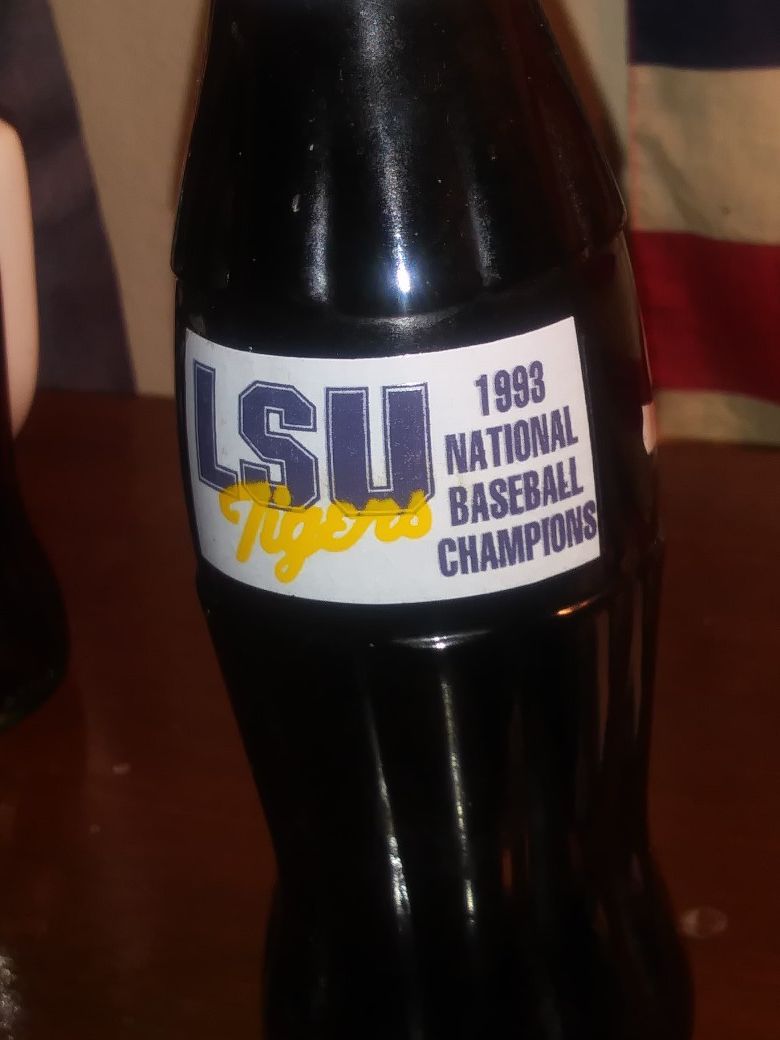 LSU
Tigers
1993
NATIONAL
BASEBALL
CHAMPIONS